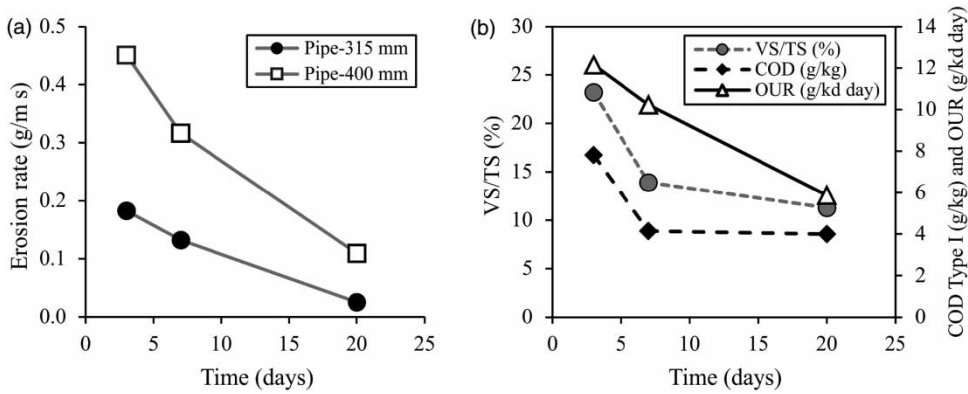 (a)
0.5
0.4
0.3
0.2
0.1
0.0
Erosion rate (g/m s)
Pipe-315 mm
Pipe-400 mm
0 5 10 15 20 25
Time (days)
(b)
30
25
20
15
10
5
0
VS/TS (%)
VS/TS (%)
COD (g/kg)
OUR (g/kd day)
14
12
10
8
6
4
2
0
COD Type I (g/kg) and OUR (g/kd day)
0 5 10 15 20 25
Time (days)